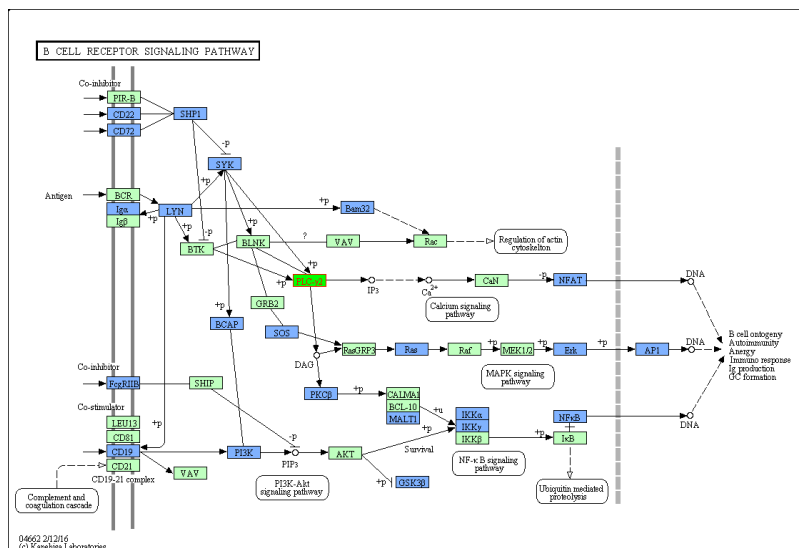 B CELL RECEPTOR SIGNALING PATHWAY
Co-inhibitor
PIR-B
CD22
CD72
SHP1
-p
SYK
+p
+p
Antigen
BCR
Igα
Igβ
LYN
+p
+p
-p
+p
Bam32
BTK
BLNK
?
VAV
Rac
Regulation of actin
cytoskelton
+p
+p
PLC-γ2
IP3
Ca2+
CaN
-p
NFAT
DNA
Calcium signaling
pathway
GRB2
+p
BCAP
SOS
DAG
RasGRP3
Ras
Raf
+p
MEK1/2
+p
Erk
+p
AP1
DNA
MAPK signaling
pathway
B cell ontogeny
Autoimmunity
Anergy
Immuno response
Ig production
GC formation
Co-inhibitor
FcgRIIB
SHIP
PKCβ
+p
CALMA1
BCL-10
MALT1
+u
IKKα
IKKγ
IKKβ
+p
NFκB
IκB
DNA
Co-stimulator
LEU13
CD81
CD19
CD21
CD19-21 complex
+p
VAV
PI3K
-p
PIP3
AKT
+p
Survival
+p
GSK3β
PI3K-Akt
signaling pathway
NF-κ B signaling
pathway
Ubiquitin mediated
proteolysis
Complement and
coagulation cascade
04662 2/12/16
(c) Kanehisa Laboratories